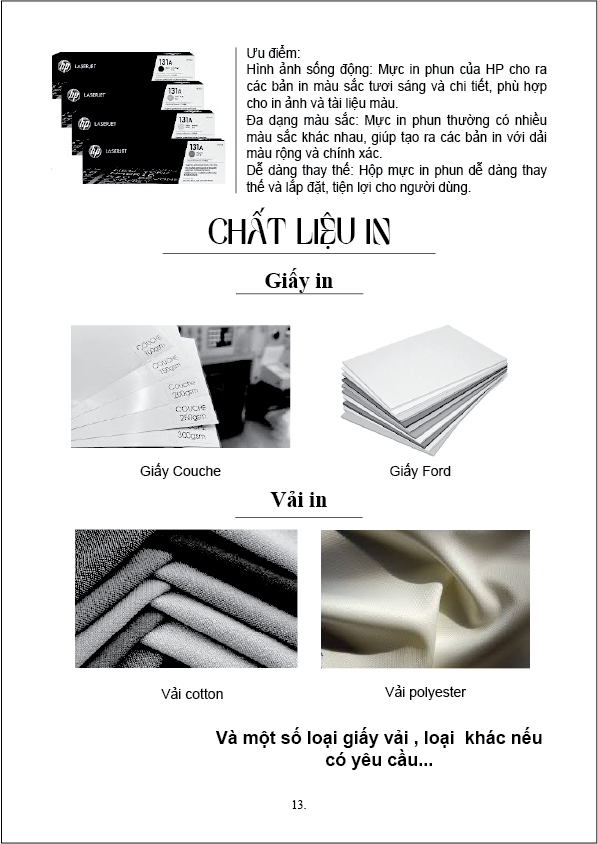 131A
hp LASERJET
131A
hp LASERJET
131A
hp LASERJET
131A
hp LASERJET
Ưu điểm:
Hình ảnh sống động: Mực in phun của HP cho ra
các bản in màu sắc tươi sáng và chi tiết, phù hợp
cho in ảnh và tài liệu màu.
Đa dạng màu sắc: Mực in phun thường có nhiều
màu sắc khác nhau, giúp tạo ra các bản in với dải
màu rộng và chính xác.
Dễ dàng thay thế: Hộp mực in phun dễ dàng thay
thế và lắp đặt, tiện lợi cho người dùng.
CHẤT LIỆU IN
Giấy in
COUCHE
COUCHE
150gsm
COUCHE
200gsm
COUCHE
250gsm
300gsm
Giấy Couche
Giấy Ford
Vải in
Vải cotton
Vải polyester
Và một số loại giấy vải , loại  khác nếu
có yêu cầu...
13.